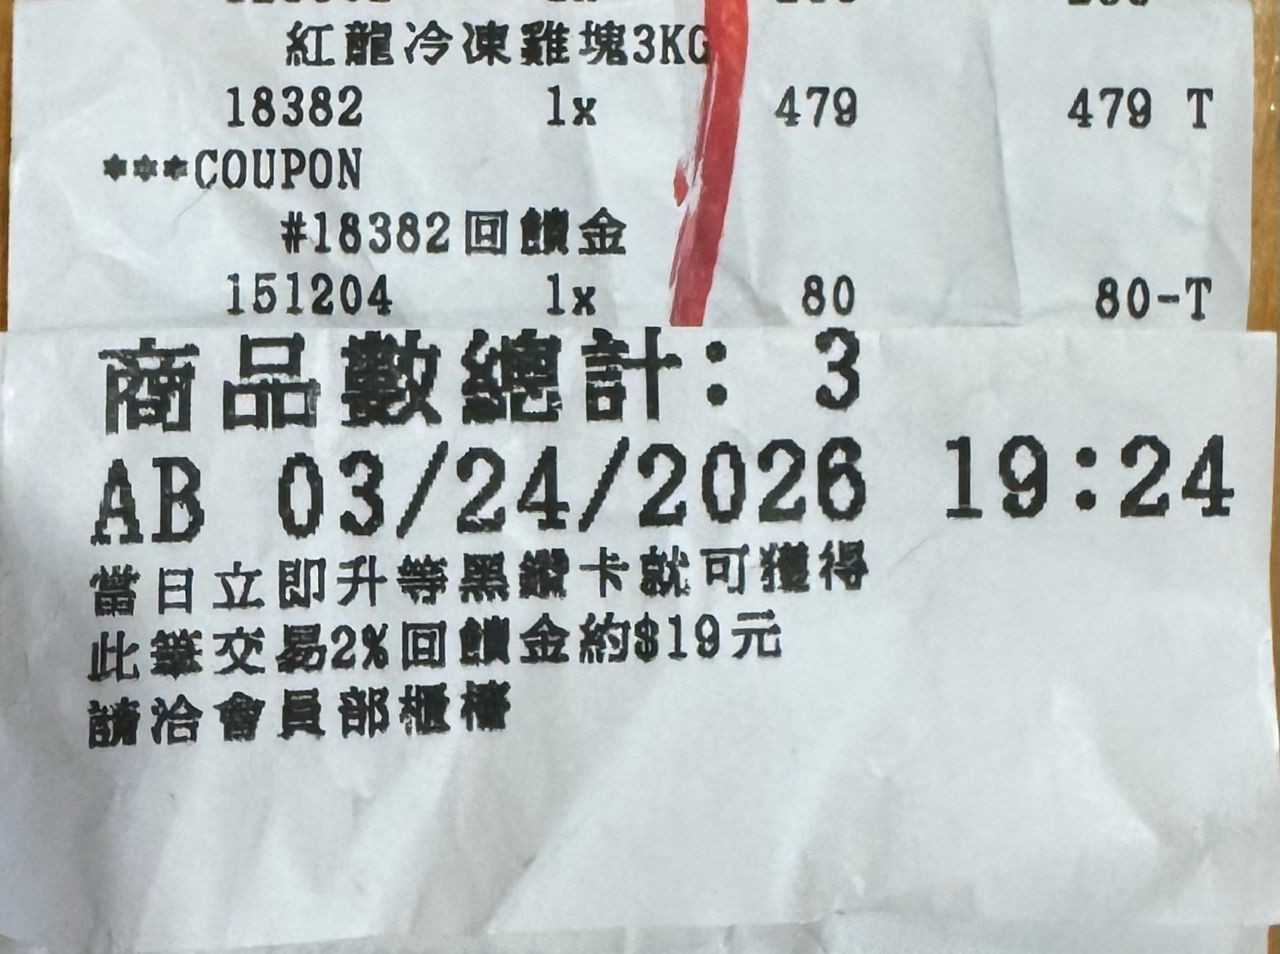 紅龍冷凍雞塊3KG
18382 1x 479 479 T
***COUPON
#18382回饋金
151204 1x 80 80-T
商品數總計: 3
AB 03/24/2026 19:24
當日立即升等黑鑽卡就可獲得
此筆交易2%回饋金約$19元
請洽會員部櫃檯